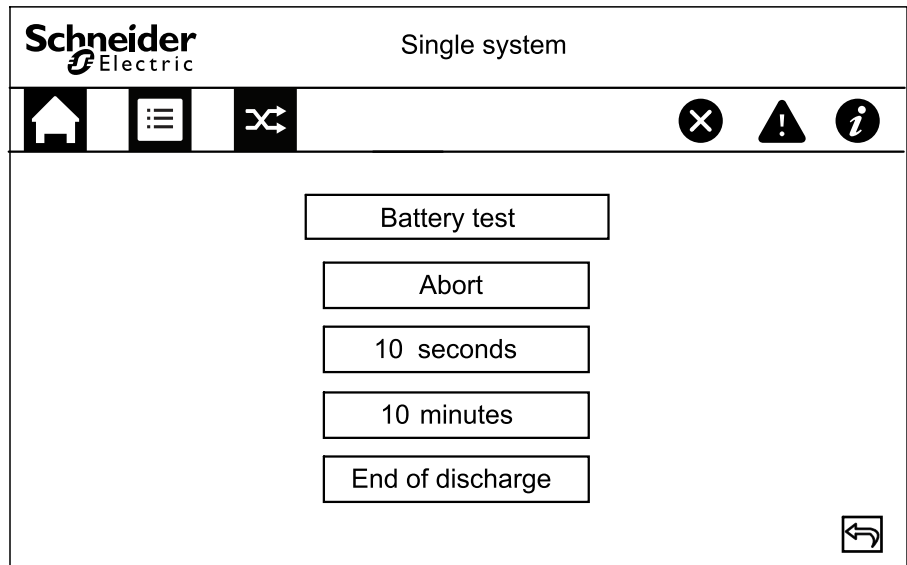 Schneider
Electric
Single system
Battery test
Abort
10 seconds
10 minutes
End of discharge